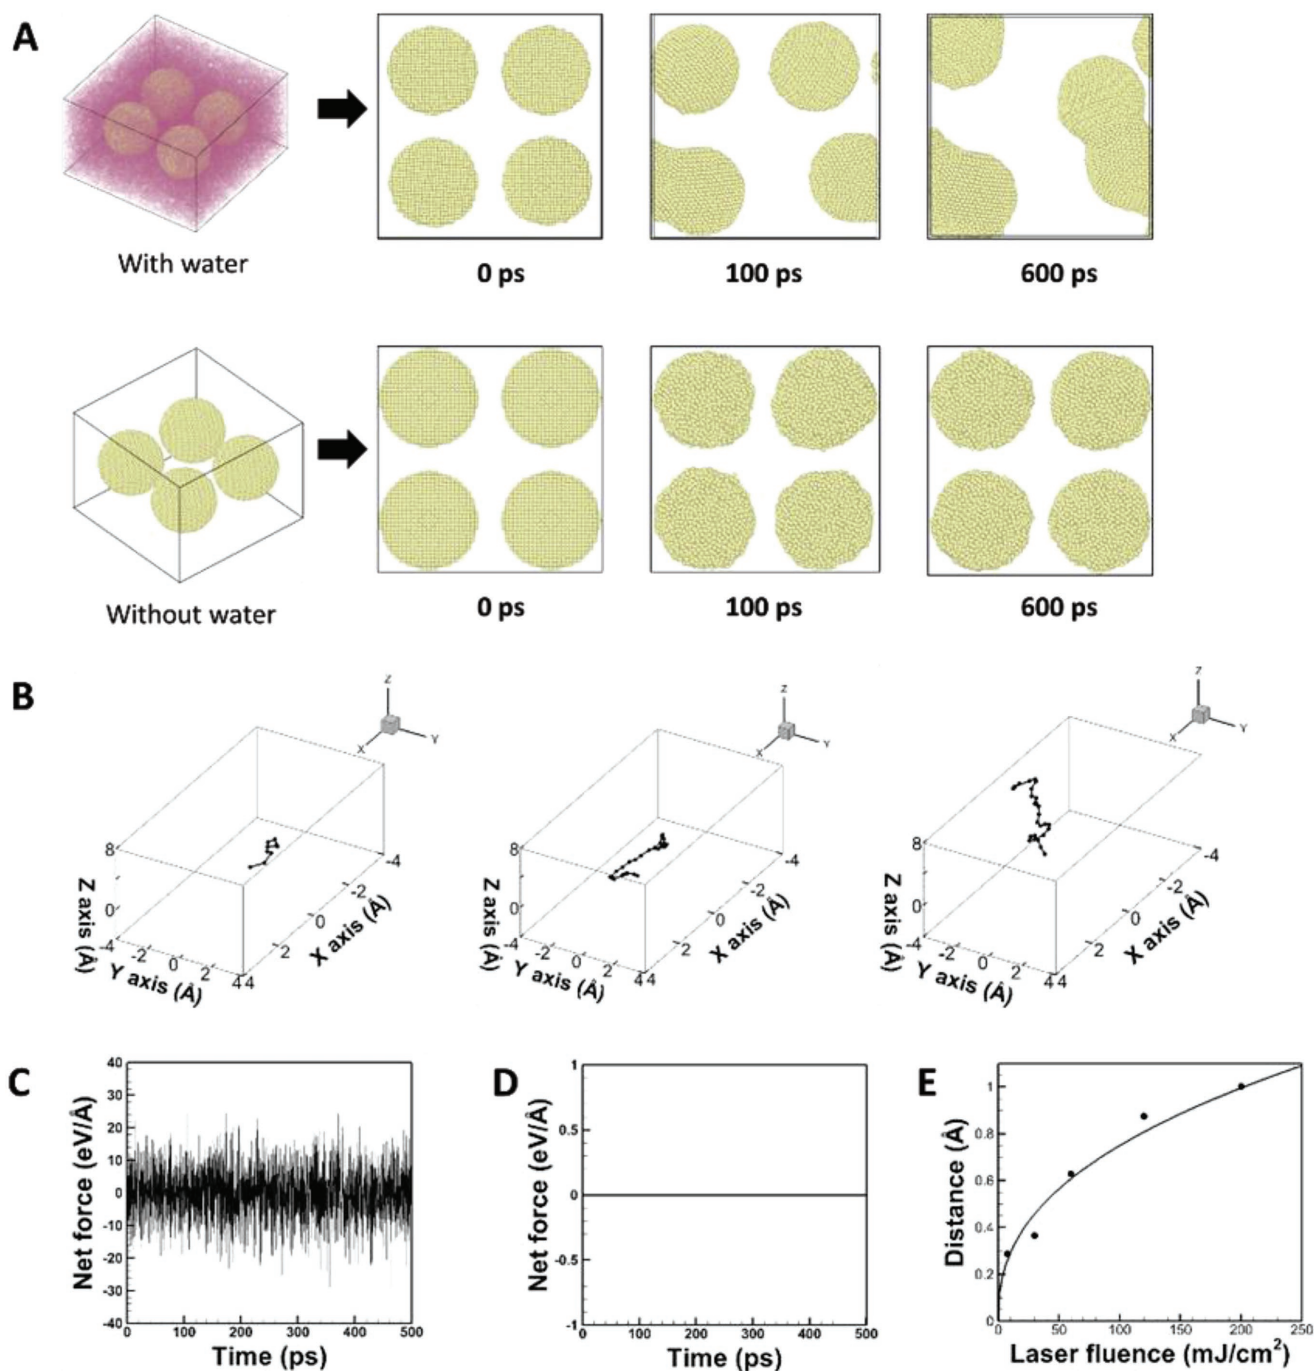 A
With water
0 ps
100 ps
600 ps
Without water
0 ps
100 ps
600 ps
B
Z
X
Y
8
0
-4
-2
0
2
4
4
2
0
-2
-4
Z axis (Å)
Y axis (Å)
X axis (Å)
Z
X
Y
8
0
-4
-2
0
2
4
4
2
0
-2
-4
Z axis (Å)
Y axis (Å)
X axis (Å)
Z
X
Y
8
0
-4
-2
0
2
4
4
2
0
-2
-4
Z axis (Å)
Y axis (Å)
X axis (Å)
C
Net force (eV/Å)
40
30
20
10
0
-10
-20
-30
-40
0 100 200 300 400 500
Time (ps)
D
Net force (eV/Å)
1
0.5
0
-0.5
-1
0 100 200 300 400 500
Time (ps)
E
Distance (Å)
1
0.8
0.6
0.4
0.2
0 50 100 150 200 250
Laser fluence (mJ/cm²)